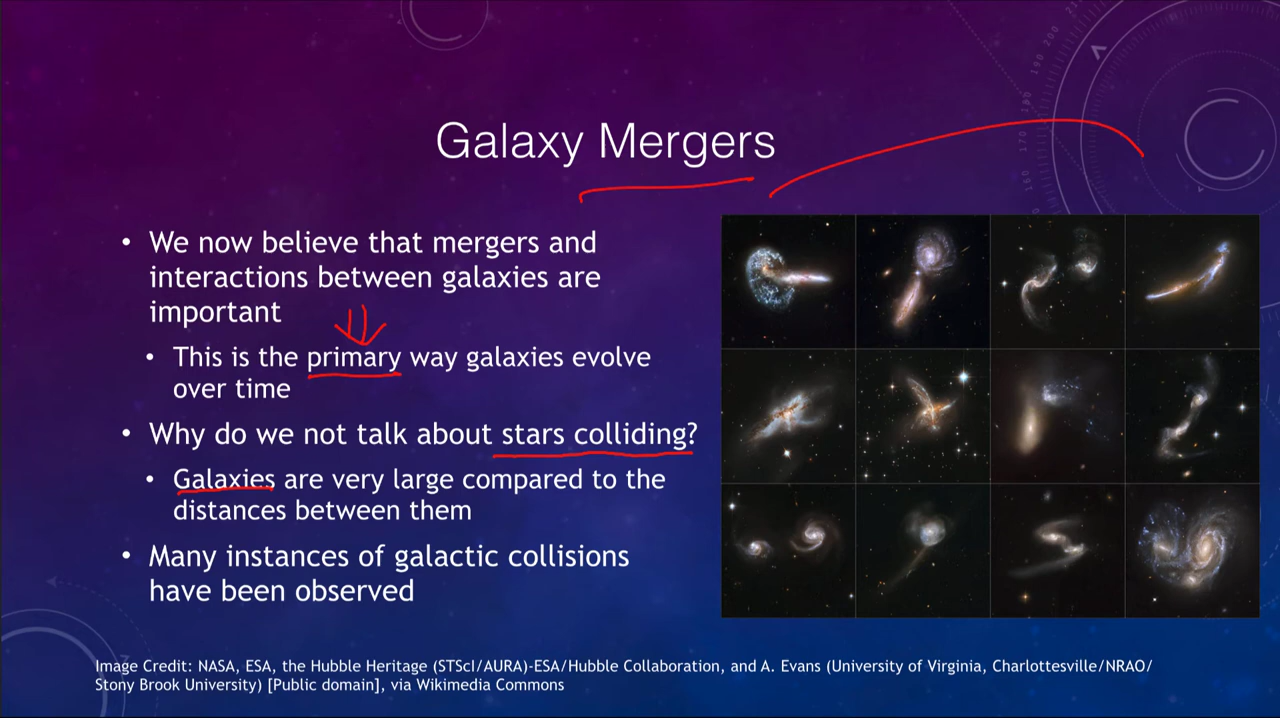 Galaxy Mergers
• We now believe that mergers and
interactions between galaxies are
important
• This is the primary way galaxies evolve
over time
• Why do we not talk about stars colliding?
• Galaxies are very large compared to the
distances between them
• Many instances of galactic collisions
have been observed
Image Credit: NASA, ESA, the Hubble Heritage (STScI/AURA)-ESA/Hubble Collaboration, and A. Evans (University of Virginia, Charlottesville/NRAO/
Stony Brook University) [Public domain], via Wikimedia Commons